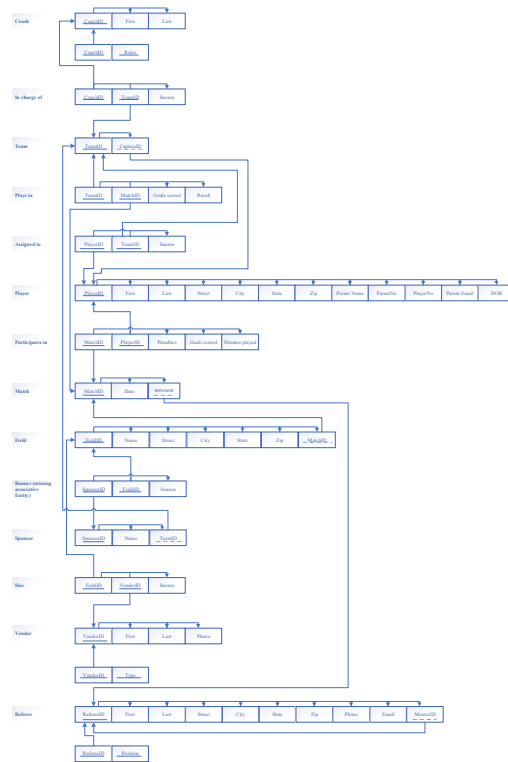 Coach
CoachID First Last
CoachID Roles
In charge of
CoachID TeamID Season
Team
TeamID CaptainID
Plays in
TeamID MatchID Goals scored Result
Assigned to
PlayerID TeamID Season
Player
PlayerID First Last Street City State Zip Parent Name ParentNo PlayerNo Parent Email DOB
Participates in
MatchID PlayerID Penalties Goals scored Minutes played
Match
MatchID Date RefereeID
Field
FieldID Name Street City State Zip MatchID
Banner (missing
associative
Entity)
SponsorID FieldID Season
Sponsor
SponsorID Name TeamID
Has
FieldID VendorID Season
Vendor
VendorID First Last Phone
VendorID Type
Referee
RefereeID First Last Street City State Zip Phone Email MentorID
RefereeID Position